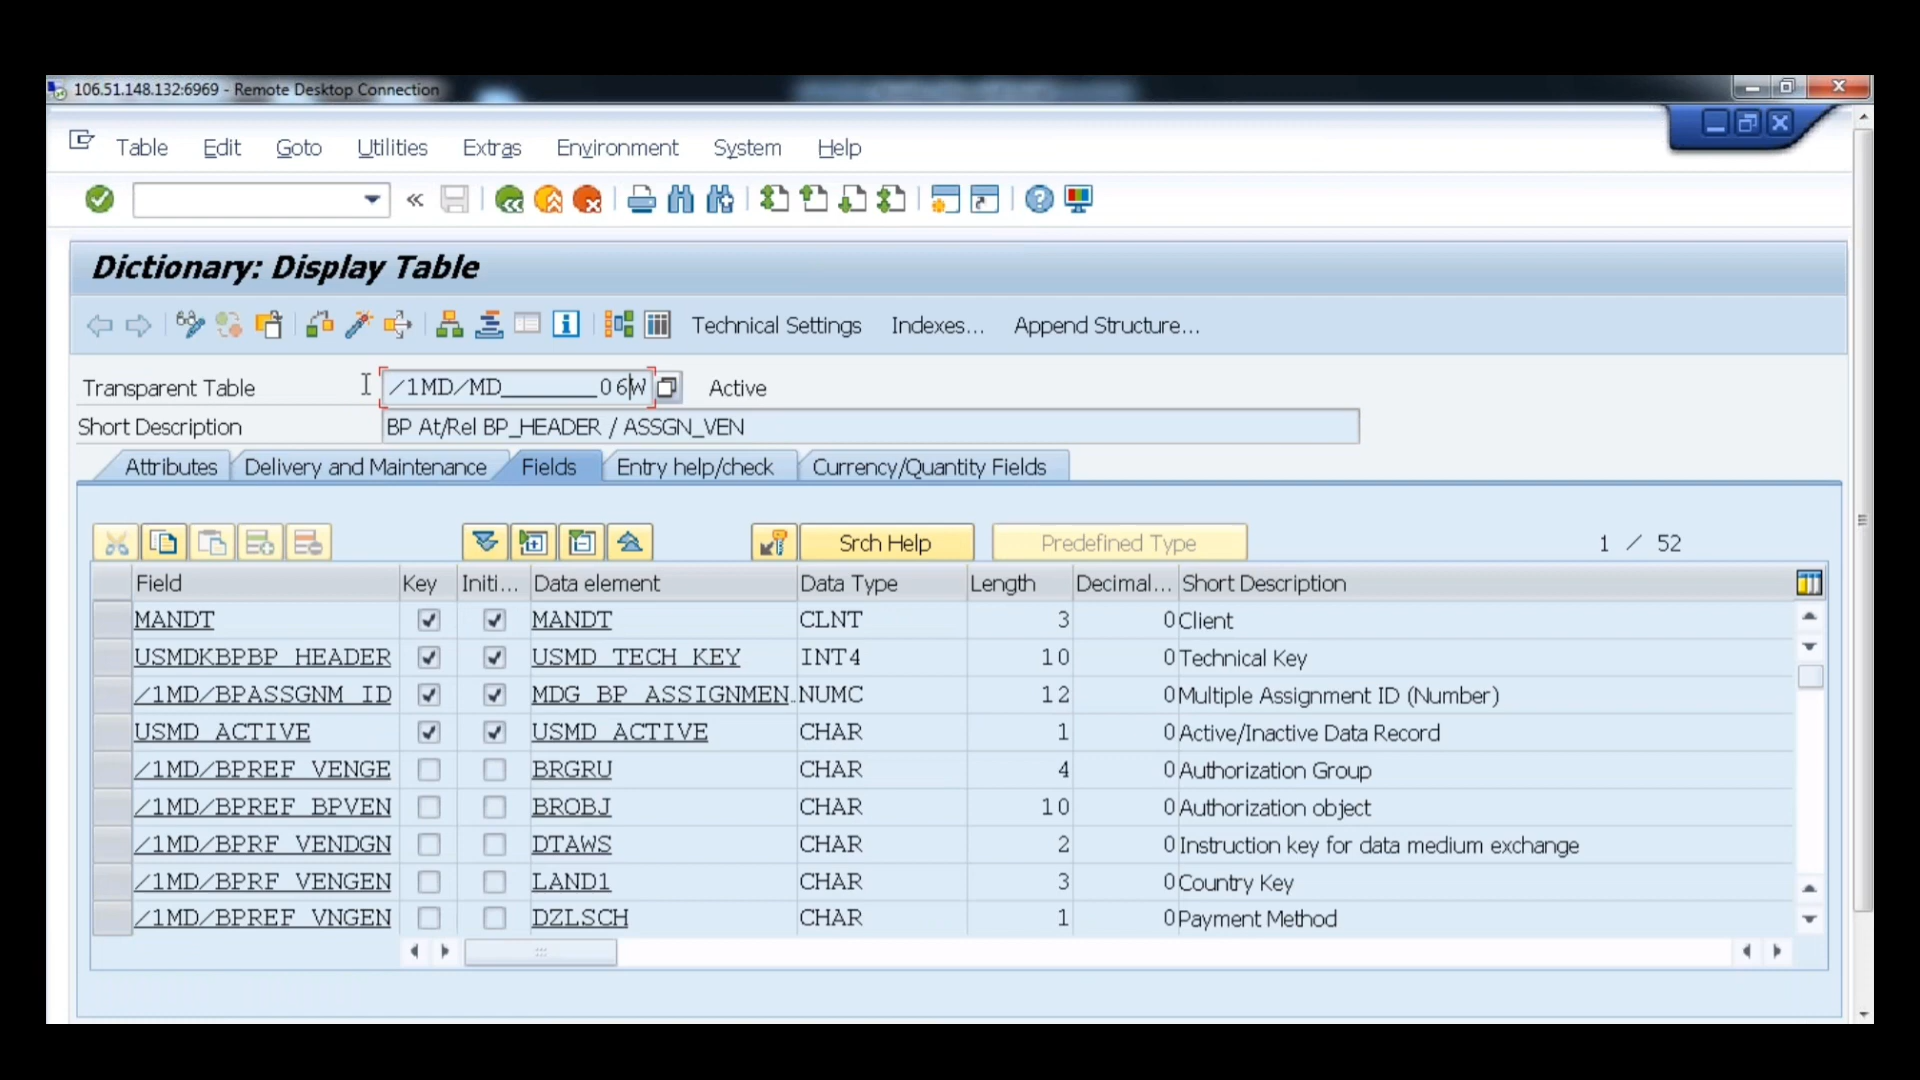 106.51.148.132:6969 - Remote Desktop Connection
Table Edit Goto Utilities Extras Environment System Help
Dictionary: Display Table
Technical Settings Indexes... Append Structure...
Transparent Table /1MD/MD________06W Active
Short Description BP At/Rel BP_HEADER / ASSGN_VEN
Attributes Delivery and Maintenance Fields Entry help/check Currency/Quantity Fields
Srch Help Predefined Type 1 / 52
Field Key Initi... Data element Data Type Length Decimal... Short Description
MANDT MANDT CLNT 3 0 Client
USMDKBPBP_HEADER USMD_TECH_KEY INT4 10 0 Technical Key
/1MD/BPASSGNM_ID MDG_BP_ASSIGNMEN.. NUMC 12 0 Multiple Assignment ID (Number)
USMD_ACTIVE USMD_ACTIVE CHAR 1 0 Active/Inactive Data Record
/1MD/BPREF_VENGE BRGRU CHAR 4 0 Authorization Group
/1MD/BPREF_BPVEN BROBJ CHAR 10 0 Authorization object
/1MD/BPRF_VENDGN DTAWS CHAR 2 0 Instruction key for data medium exchange
/1MD/BPRF_VENGEN LAND1 CHAR 3 0 Country Key
/1MD/BPREF_VNGEN DZLSCH CHAR 1 0 Payment Method